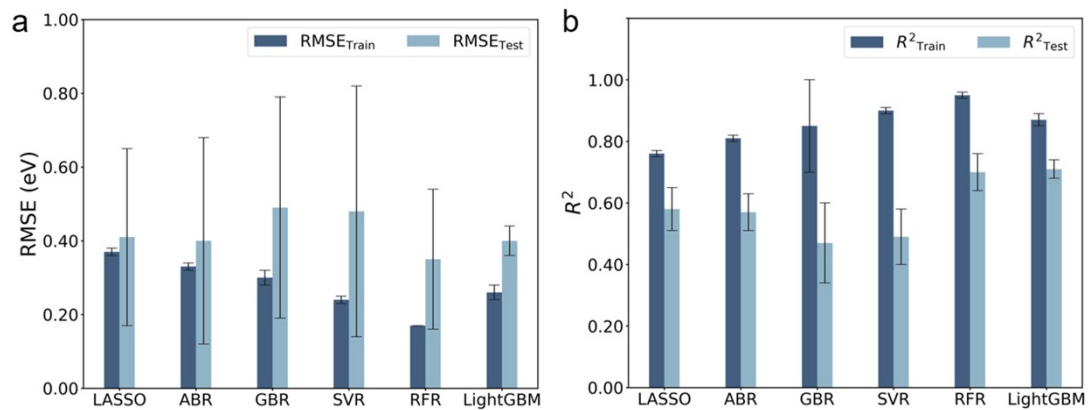 a
RMSE (eV)
1.00
0.80
0.60
0.40
0.20
0.00
RMSE_Train RMSE_Test
LASSO ABR GBR SVR RFR LightGBM
b
R²
1.00
0.80
0.60
0.40
0.20
0.00
R²_Train R²_Test
LASSO ABR GBR SVR RFR LightGBM